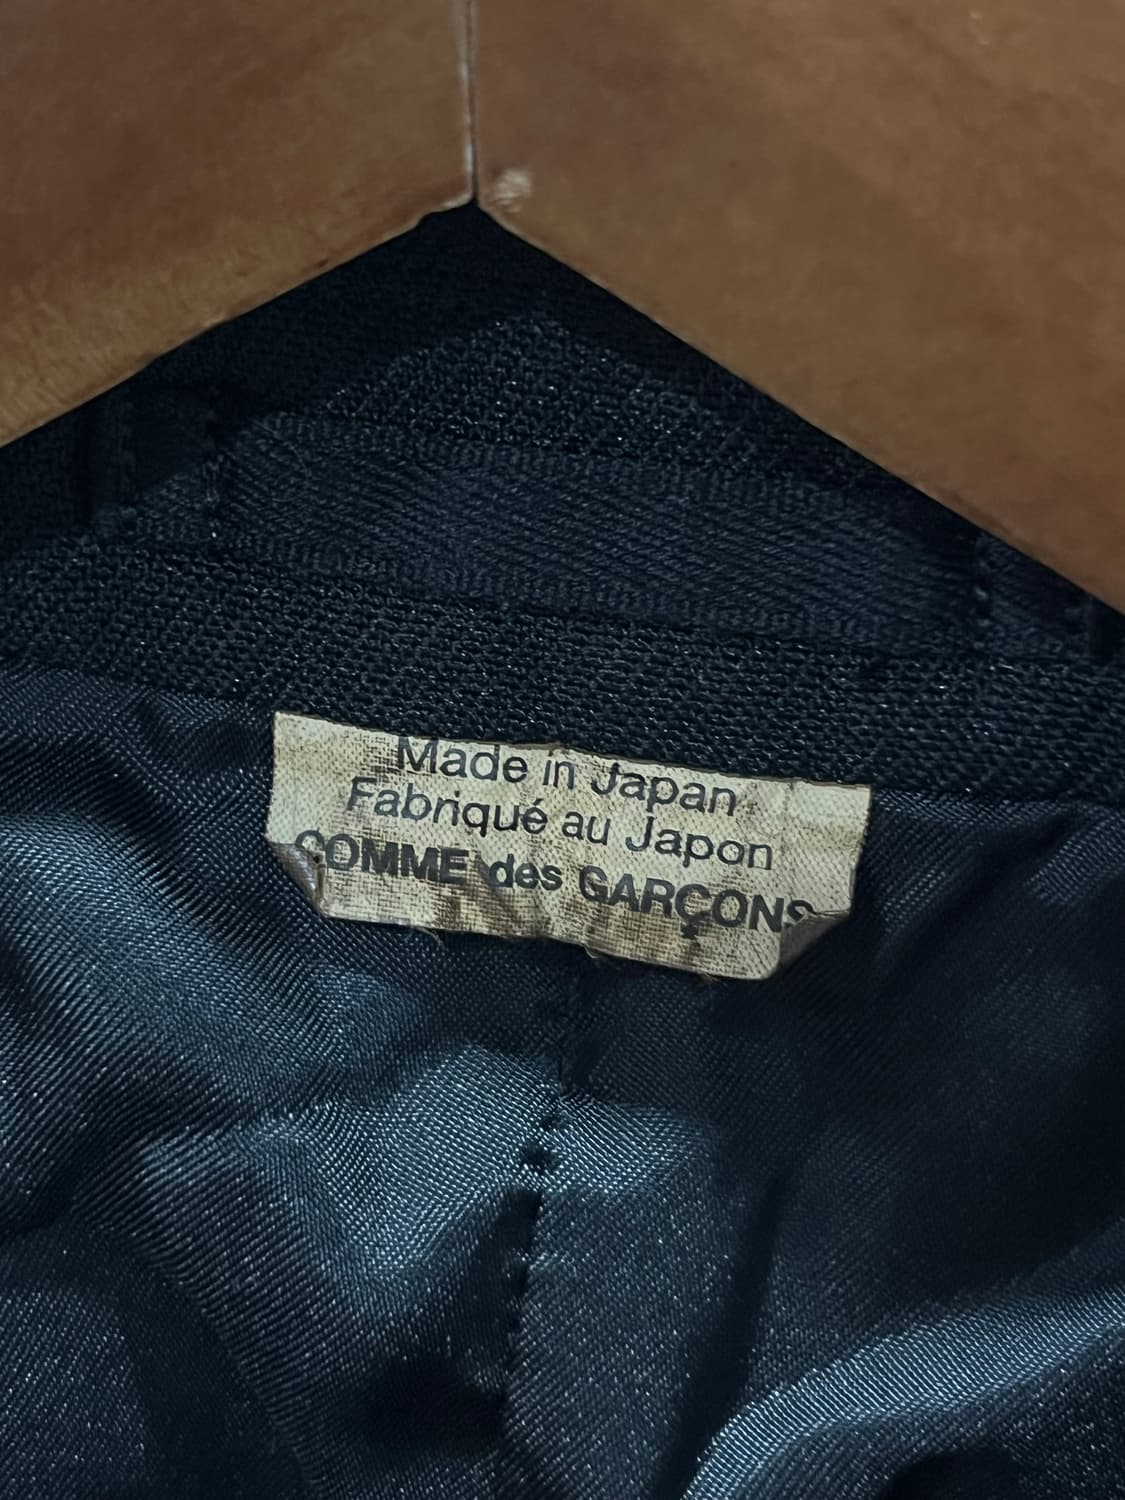 Made in Japan
Fabriqué au Japon
COMME des GARÇONS